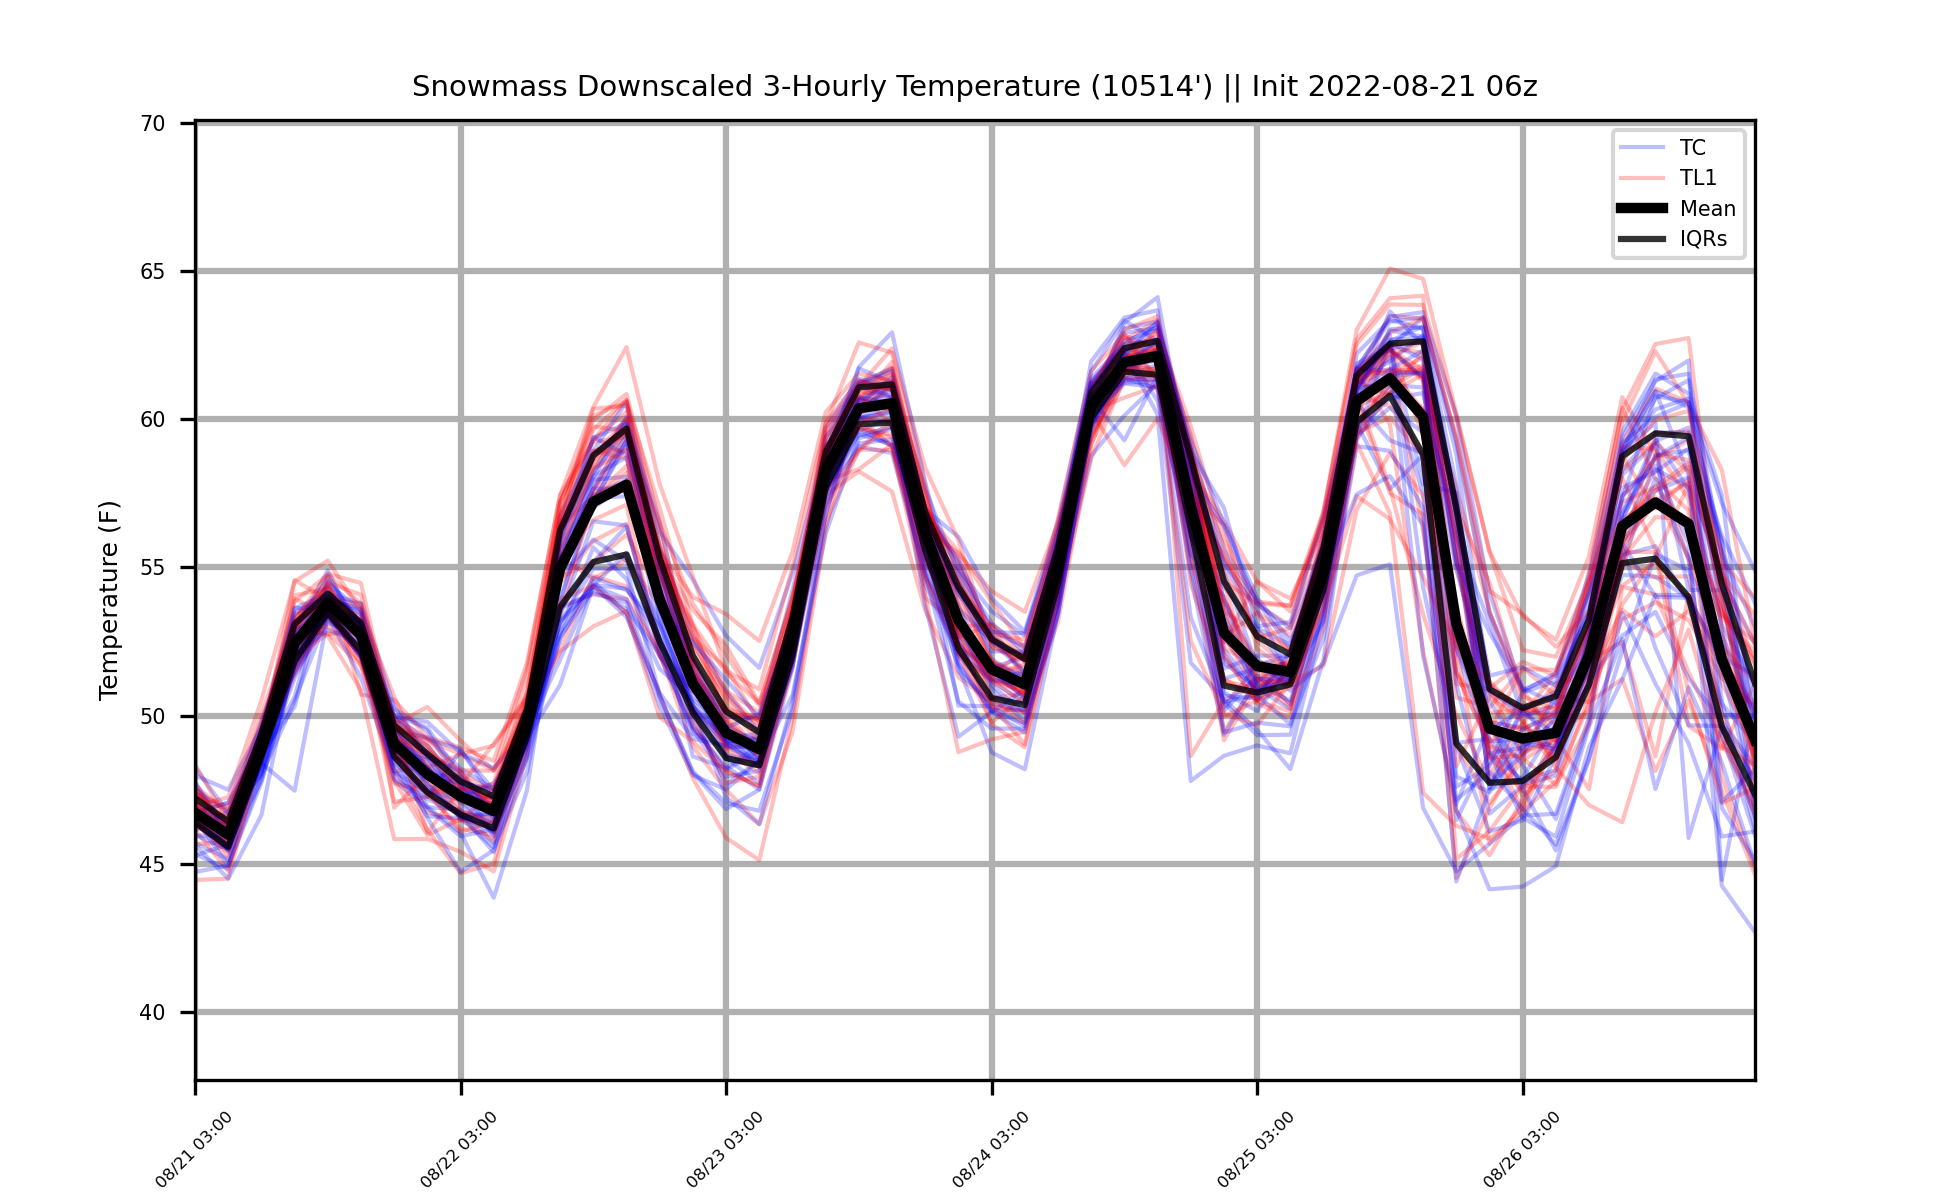 Snowmass Downscaled 3-Hourly Temperature (10514') || Init 2022-08-21 06z
TC
TL1
Mean
IQRs
Temperature (F)
70
65
60
55
50
45
40
08/21 03:00
08/22 03:00
08/23 03:00
08/24 03:00
08/25 03:00
08/26 03:00